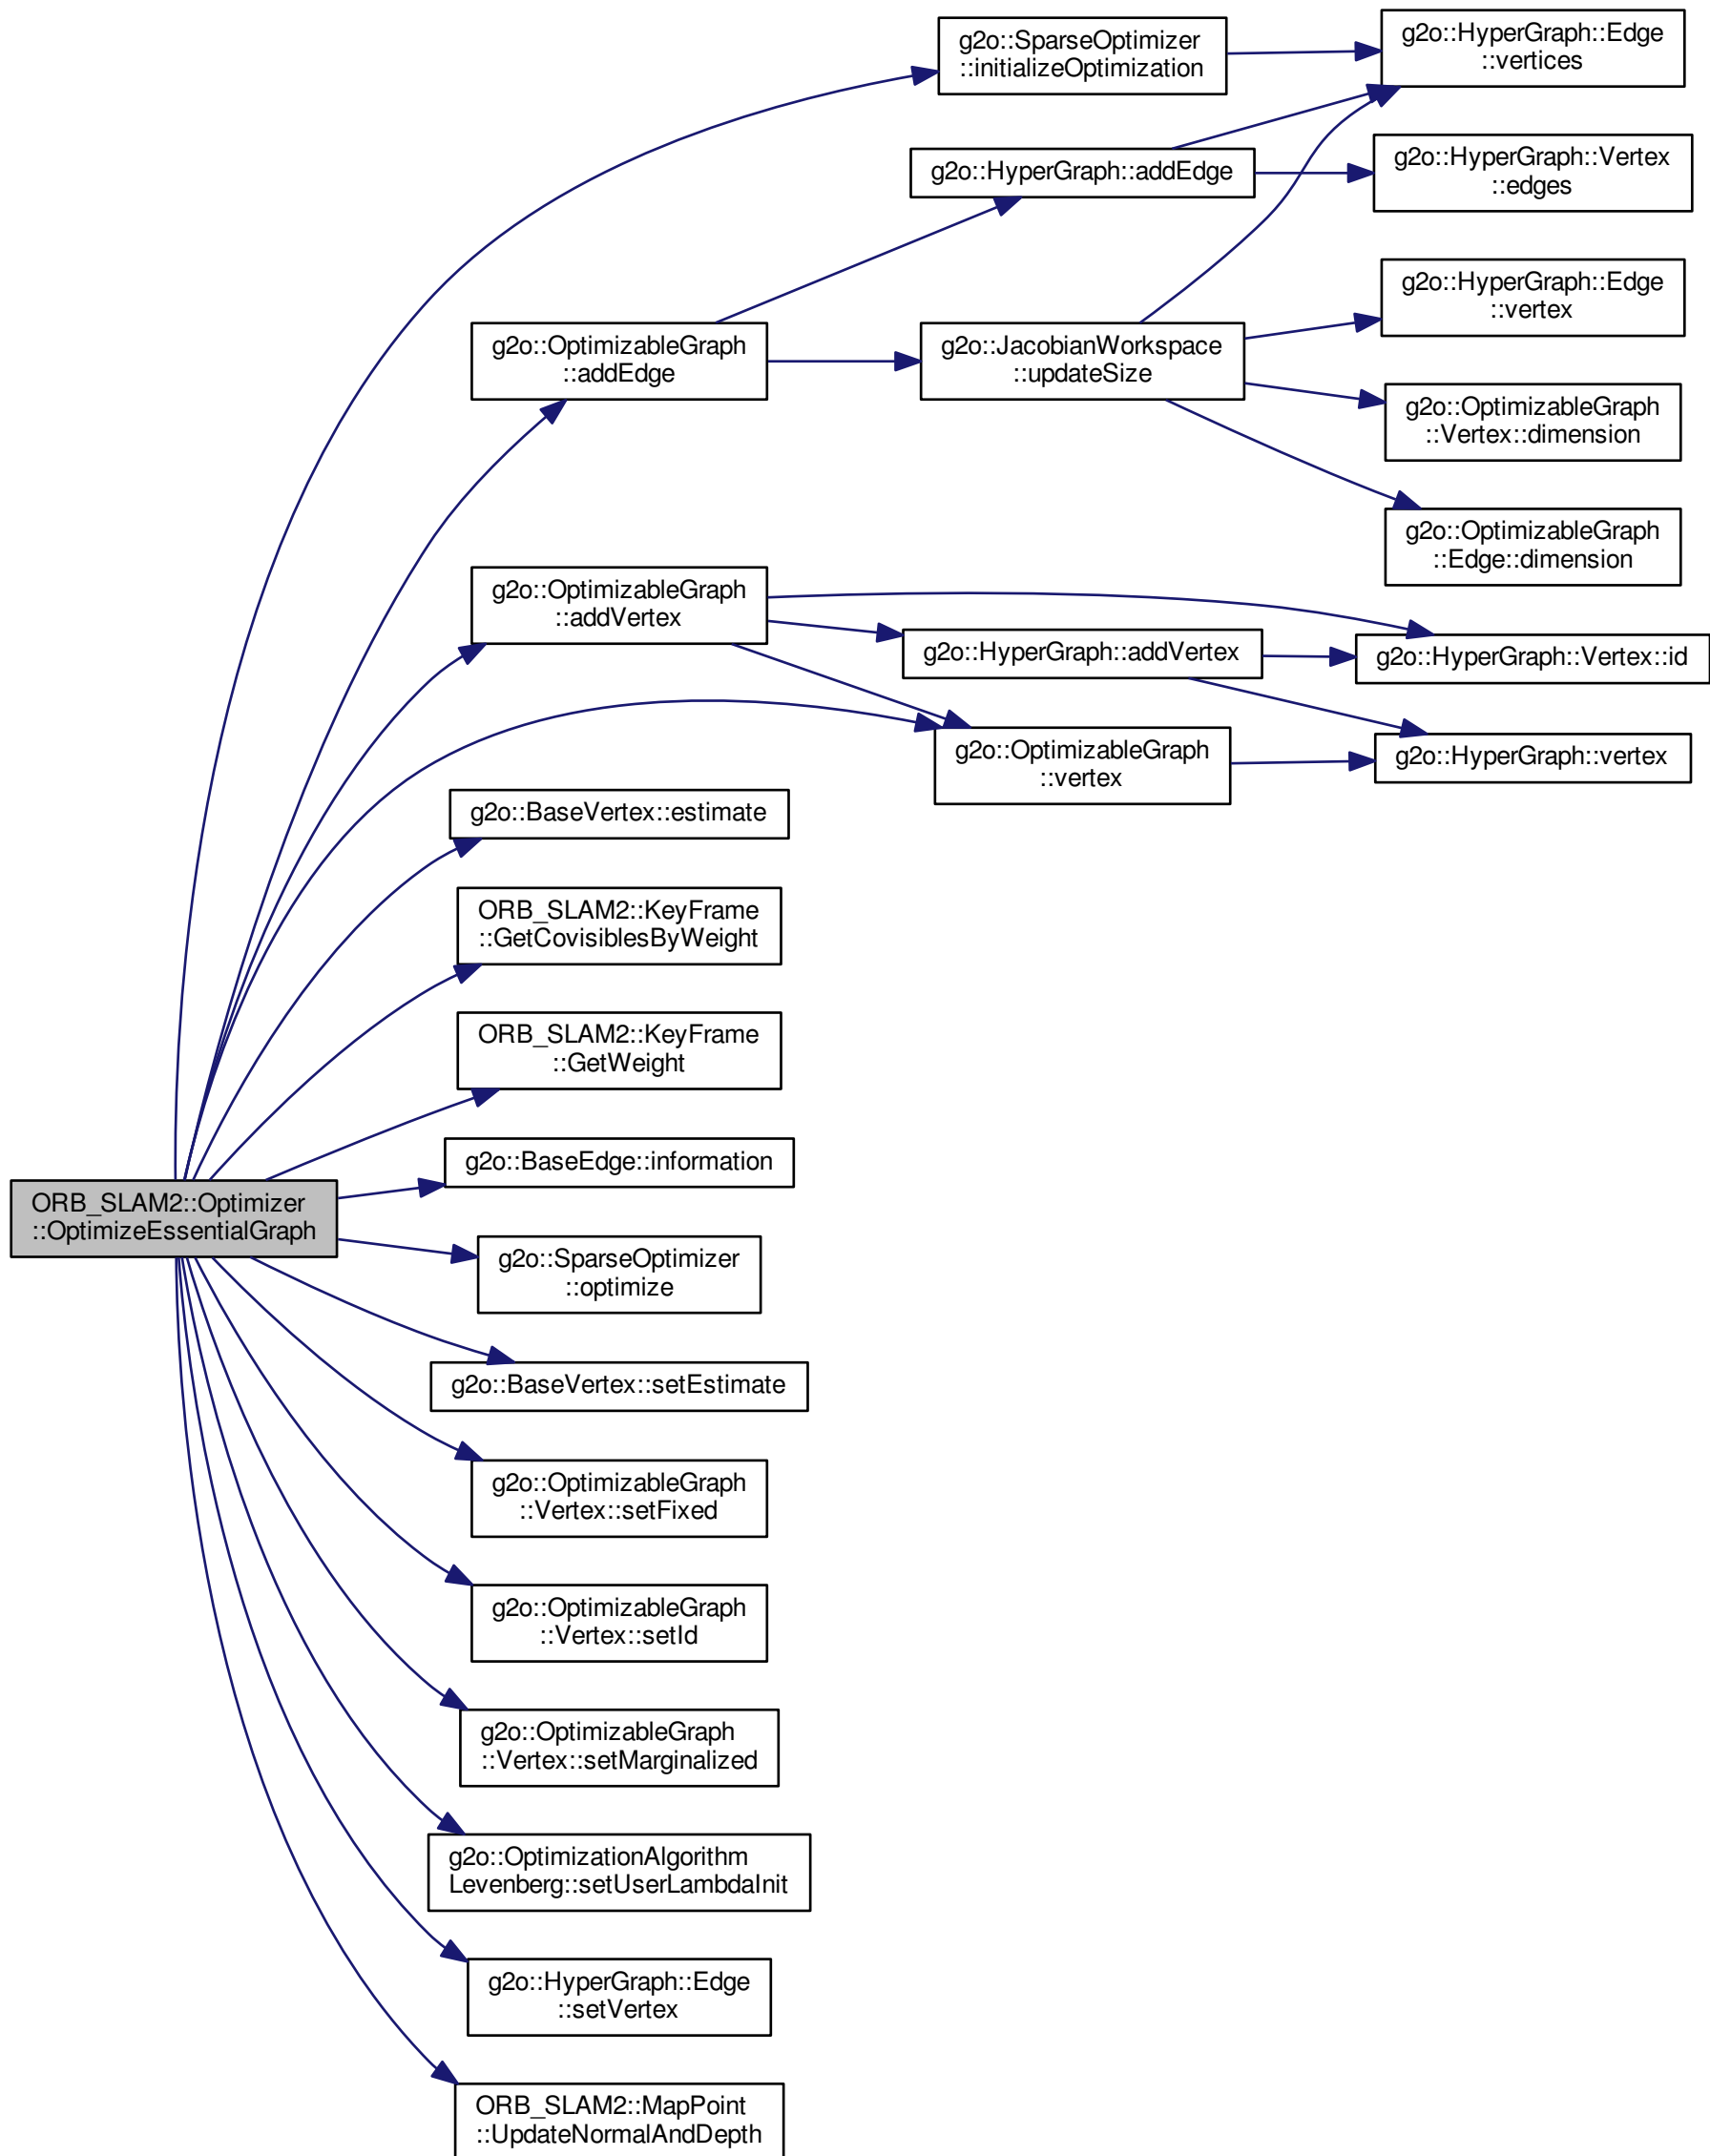 g2o::SparseOptimizer
::initializeOptimization
g2o::HyperGraph::Edge
::vertices
g2o::HyperGraph::addEdge
g2o::HyperGraph::Vertex
::edges
g2o::HyperGraph::Edge
::vertex
g2o::OptimizableGraph
::addEdge
g2o::JacobianWorkspace
::updateSize
g2o::OptimizableGraph
::Vertex::dimension
g2o::OptimizableGraph
::Edge::dimension
g2o::OptimizableGraph
::addVertex
g2o::HyperGraph::addVertex
g2o::HyperGraph::Vertex::id
g2o::OptimizableGraph
::vertex
g2o::HyperGraph::vertex
g2o::BaseVertex::estimate
ORB_SLAM2::KeyFrame
::GetCovisiblesByWeight
ORB_SLAM2::KeyFrame
::GetWeight
g2o::BaseEdge::information
ORB_SLAM2::Optimizer
::OptimizeEssentialGraph
g2o::SparseOptimizer
::optimize
g2o::BaseVertex::setEstimate
g2o::OptimizableGraph
::Vertex::setFixed
g2o::OptimizableGraph
::Vertex::setId
g2o::OptimizableGraph
::Vertex::setMarginalized
g2o::OptimizationAlgorithm
Levenberg::setUserLambdaInit
g2o::HyperGraph::Edge
::setVertex
ORB_SLAM2::MapPoint
::UpdateNormalAndDepth